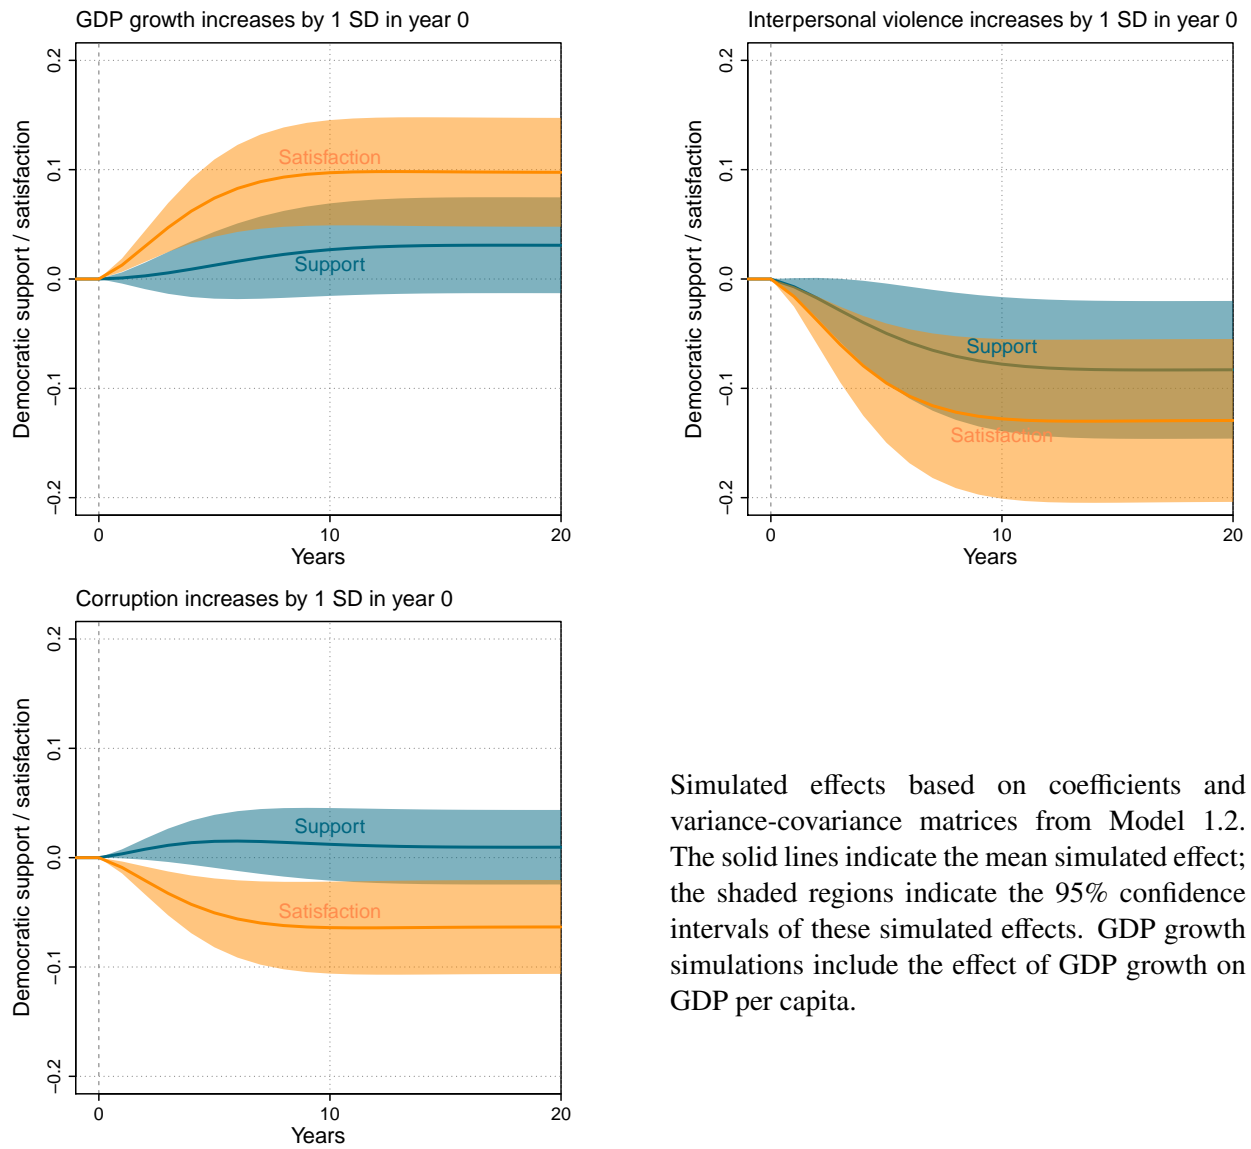 GDP growth increases by 1 SD in year 0
Democratic support / satisfaction
0.2
0.1
0.0
−0.1
−0.2
Satisfaction
Support
0
10
20
Years
Interpersonal violence increases by 1 SD in year 0
Democratic support / satisfaction
0.2
0.1
0.0
−0.1
−0.2
Support
Satisfaction
0
10
20
Years
Corruption increases by 1 SD in year 0
Democratic support / satisfaction
0.2
0.1
0.0
−0.1
−0.2
Support
Satisfaction
0
10
20
Years
Simulated effects based on coefficients and
variance-covariance matrices from Model 1.2.
The solid lines indicate the mean simulated effect;
the shaded regions indicate the 95% confidence
intervals of these simulated effects. GDP growth
simulations include the effect of GDP growth on
GDP per capita.